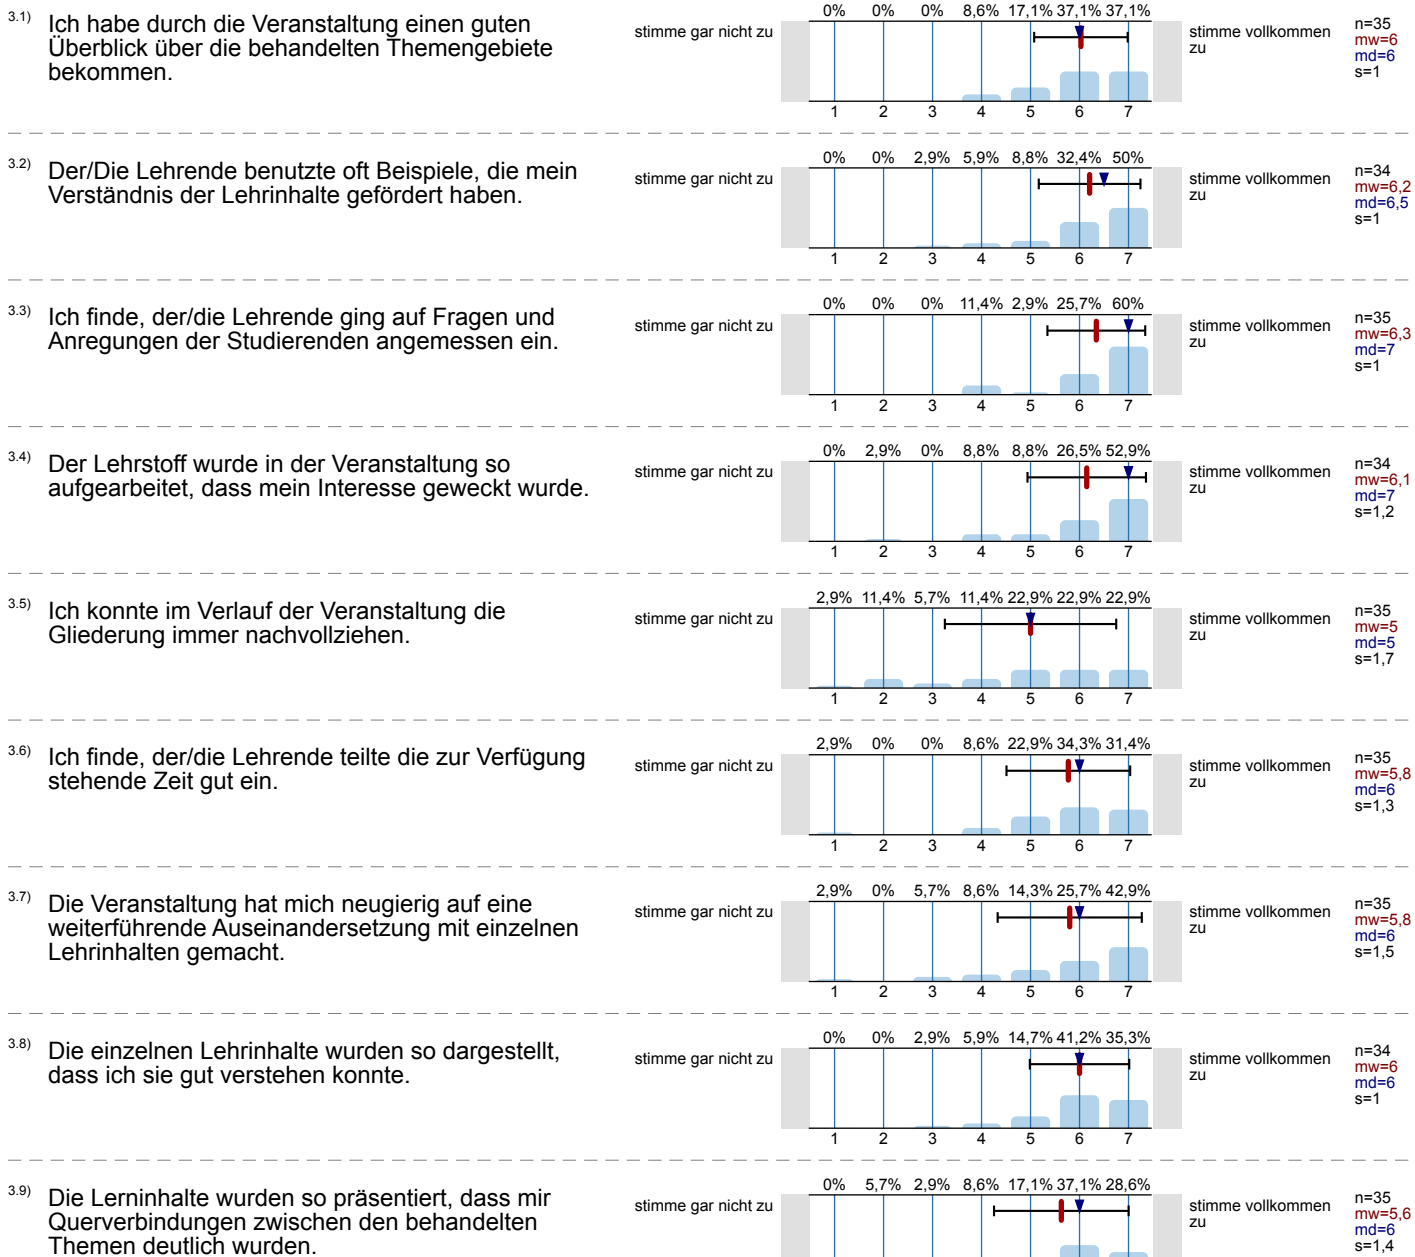 3.1) Ich habe durch die Veranstaltung einen guten
Überblick über die behandelten Themengebiete
bekommen.
stimme gar nicht zu
0% 0% 0% 8,6% 17,1% 37,1% 37,1%
1 2 3 4 5 6 7
stimme vollkommen
zu
n=35
mw=6
md=6
s=1
3.2) Der/Die Lehrende benutzte oft Beispiele, die mein
Verständnis der Lehrinhalte gefördert haben.
stimme gar nicht zu
0% 0% 2,9% 5,9% 8,8% 32,4% 50%
1 2 3 4 5 6 7
stimme vollkommen
zu
n=34
mw=6,2
md=6,5
s=1
3.3) Ich finde, der/die Lehrende ging auf Fragen und
Anregungen der Studierenden angemessen ein.
stimme gar nicht zu
0% 0% 0% 11,4% 2,9% 25,7% 60%
1 2 3 4 5 6 7
stimme vollkommen
zu
n=35
mw=6,3
md=7
s=1
3.4) Der Lehrstoff wurde in der Veranstaltung so
aufgearbeitet, dass mein Interesse geweckt wurde.
stimme gar nicht zu
0% 2,9% 0% 8,8% 8,8% 26,5% 52,9%
1 2 3 4 5 6 7
stimme vollkommen
zu
n=34
mw=6,1
md=7
s=1,2
3.5) Ich konnte im Verlauf der Veranstaltung die
Gliederung immer nachvollziehen.
stimme gar nicht zu
2,9% 11,4% 5,7% 11,4% 22,9% 22,9% 22,9%
1 2 3 4 5 6 7
stimme vollkommen
zu
n=35
mw=5
md=5
s=1,7
3.6) Ich finde, der/die Lehrende teilte die zur Verfügung
stehende Zeit gut ein.
stimme gar nicht zu
2,9% 0% 0% 8,6% 22,9% 34,3% 31,4%
1 2 3 4 5 6 7
stimme vollkommen
zu
n=35
mw=5,8
md=6
s=1,3
3.7) Die Veranstaltung hat mich neugierig auf eine
weiterführende Auseinandersetzung mit einzelnen
Lehrinhalten gemacht.
stimme gar nicht zu
2,9% 0% 5,7% 8,6% 14,3% 25,7% 42,9%
1 2 3 4 5 6 7
stimme vollkommen
zu
n=35
mw=5,8
md=6
s=1,5
3.8) Die einzelnen Lehrinhalte wurden so dargestellt,
dass ich sie gut verstehen konnte.
stimme gar nicht zu
0% 0% 2,9% 5,9% 14,7% 41,2% 35,3%
1 2 3 4 5 6 7
stimme vollkommen
zu
n=34
mw=6
md=6
s=1
3.9) Die Lerninhalte wurden so präsentiert, dass mir
Querverbindungen zwischen den behandelten
Themen deutlich wurden.
stimme gar nicht zu
0% 5,7% 2,9% 8,6% 17,1% 37,1% 28,6%
stimme vollkommen
zu
n=35
mw=5,6
md=6
s=1,4